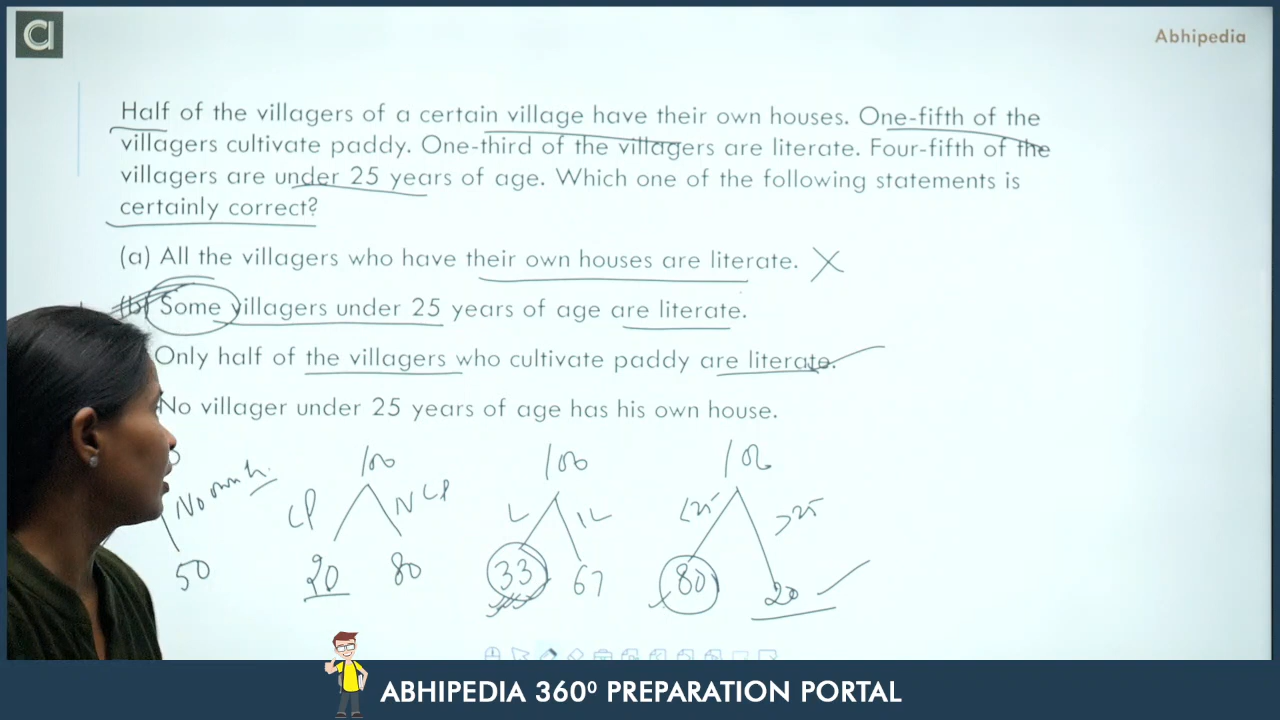 Abhipedia
Half of the villagers of a certain village have their own houses. One-fifth of the
villagers cultivate paddy. One-third of the villagers are literate. Four-fifth of the
villagers are under 25 years of age. Which one of the following statements is
certainly correct?
(a) All the villagers who have their own houses are literate.
(b) Some villagers under 25 years of age are literate.
Only half of the villagers who cultivate paddy are literate.
No villager under 25 years of age has his own house.
100 100 100
No own h. CP NCP L IL <25 >25
50 20 80 33 67 80 20
ABHIPEDIA 360⁰ PREPARATION PORTAL